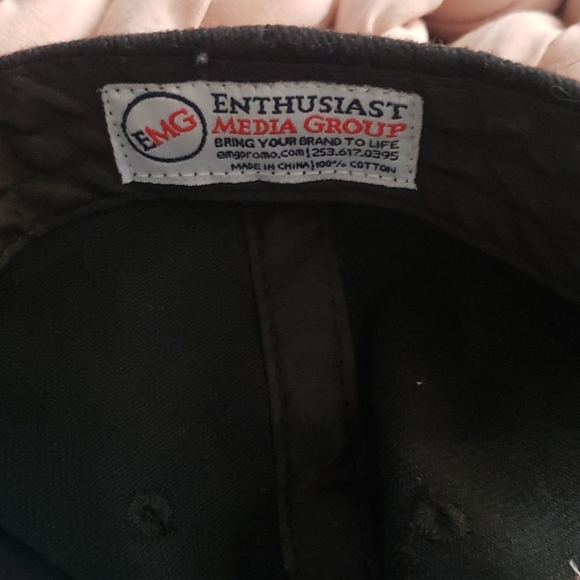 EMG
ENTHUSIAST
MEDIA GROUP
BRING YOUR BRAND TO LIFE
emgpromo.com | 253.617.0395
MADE IN CHINA | 100% COTTON